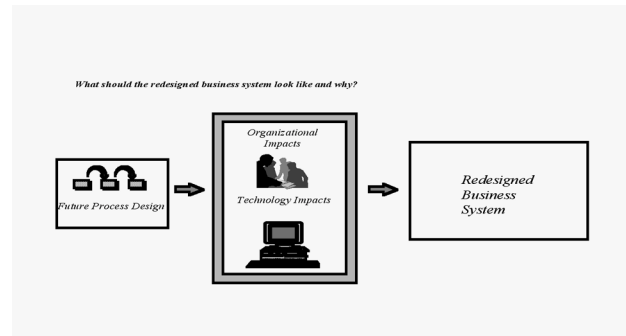 What should the redesigned business system look like and why?
Organizational
Impacts
Future Process Design
Technology Impacts
Redesigned
Business
System